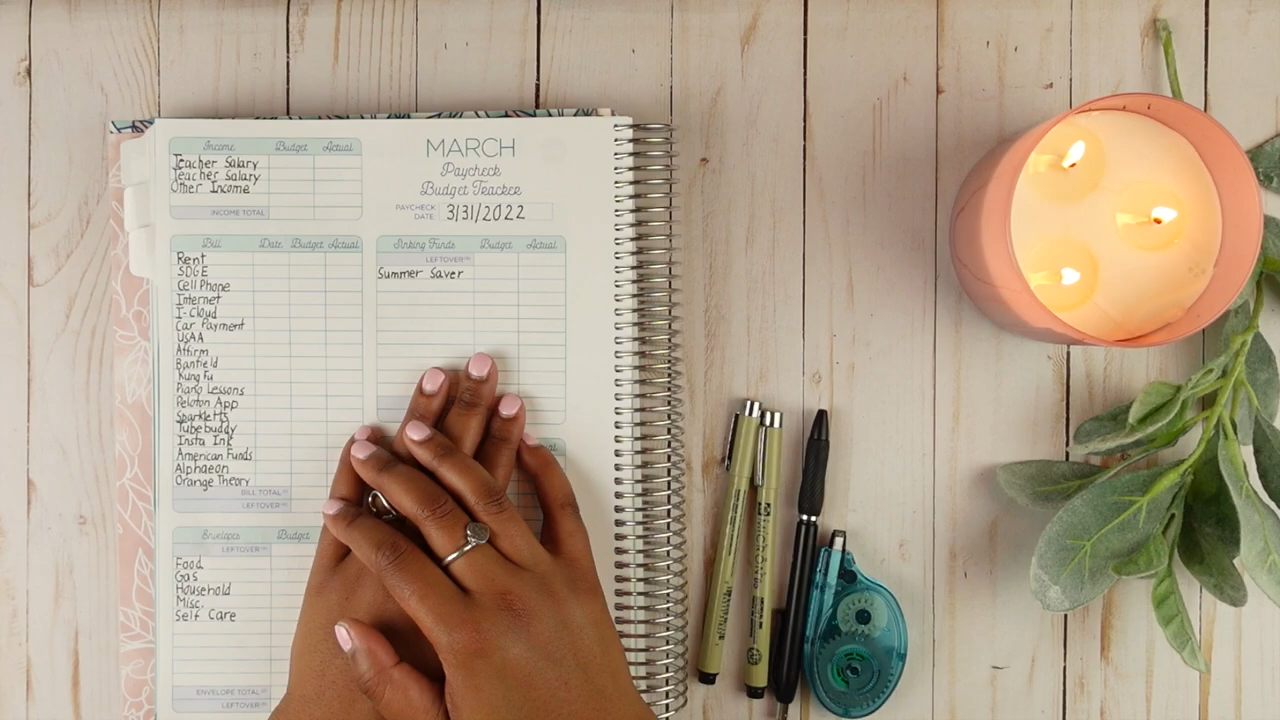 Income Budget Actual
Teacher Salary
Teacher Salary
Other Income
INCOME TOTAL
MARCH
Paycheck
Budget Tracker
PAYCHECK DATE: 3/31/2022
Bill Date Budget Actual
Rent
SDGE
Cell Phone
Internet
I-Cloud
Car Payment
USAA
Affirm
Banfield
Kung Fu
Piano Lessons
Peloton App
Sparkletts
Tubebuddy
Insta Ink
American Funds
Alphaeon
Orange Theory
BILL TOTAL
LEFTOVER
Sinking Funds Budget Actual
LEFTOVER
Summer Saver
Envelopes Budget
LEFTOVER
Food
Gas
Household
Misc.
Self Care
ENVELOPE TOTAL
LEFTOVER
MICRON